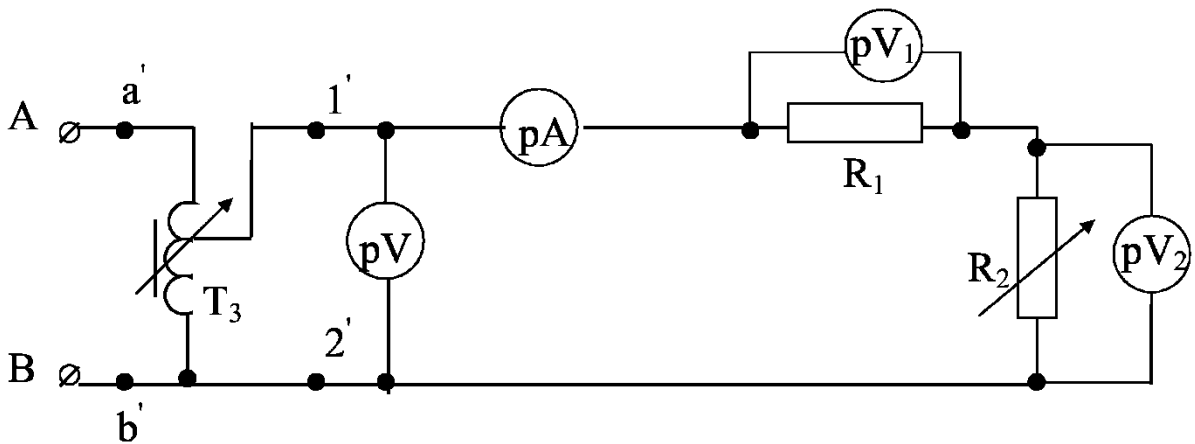 A
a'
1'
pA
pV₁
R₁
pV
T₃
R₂
pV₂
B
b'
2'